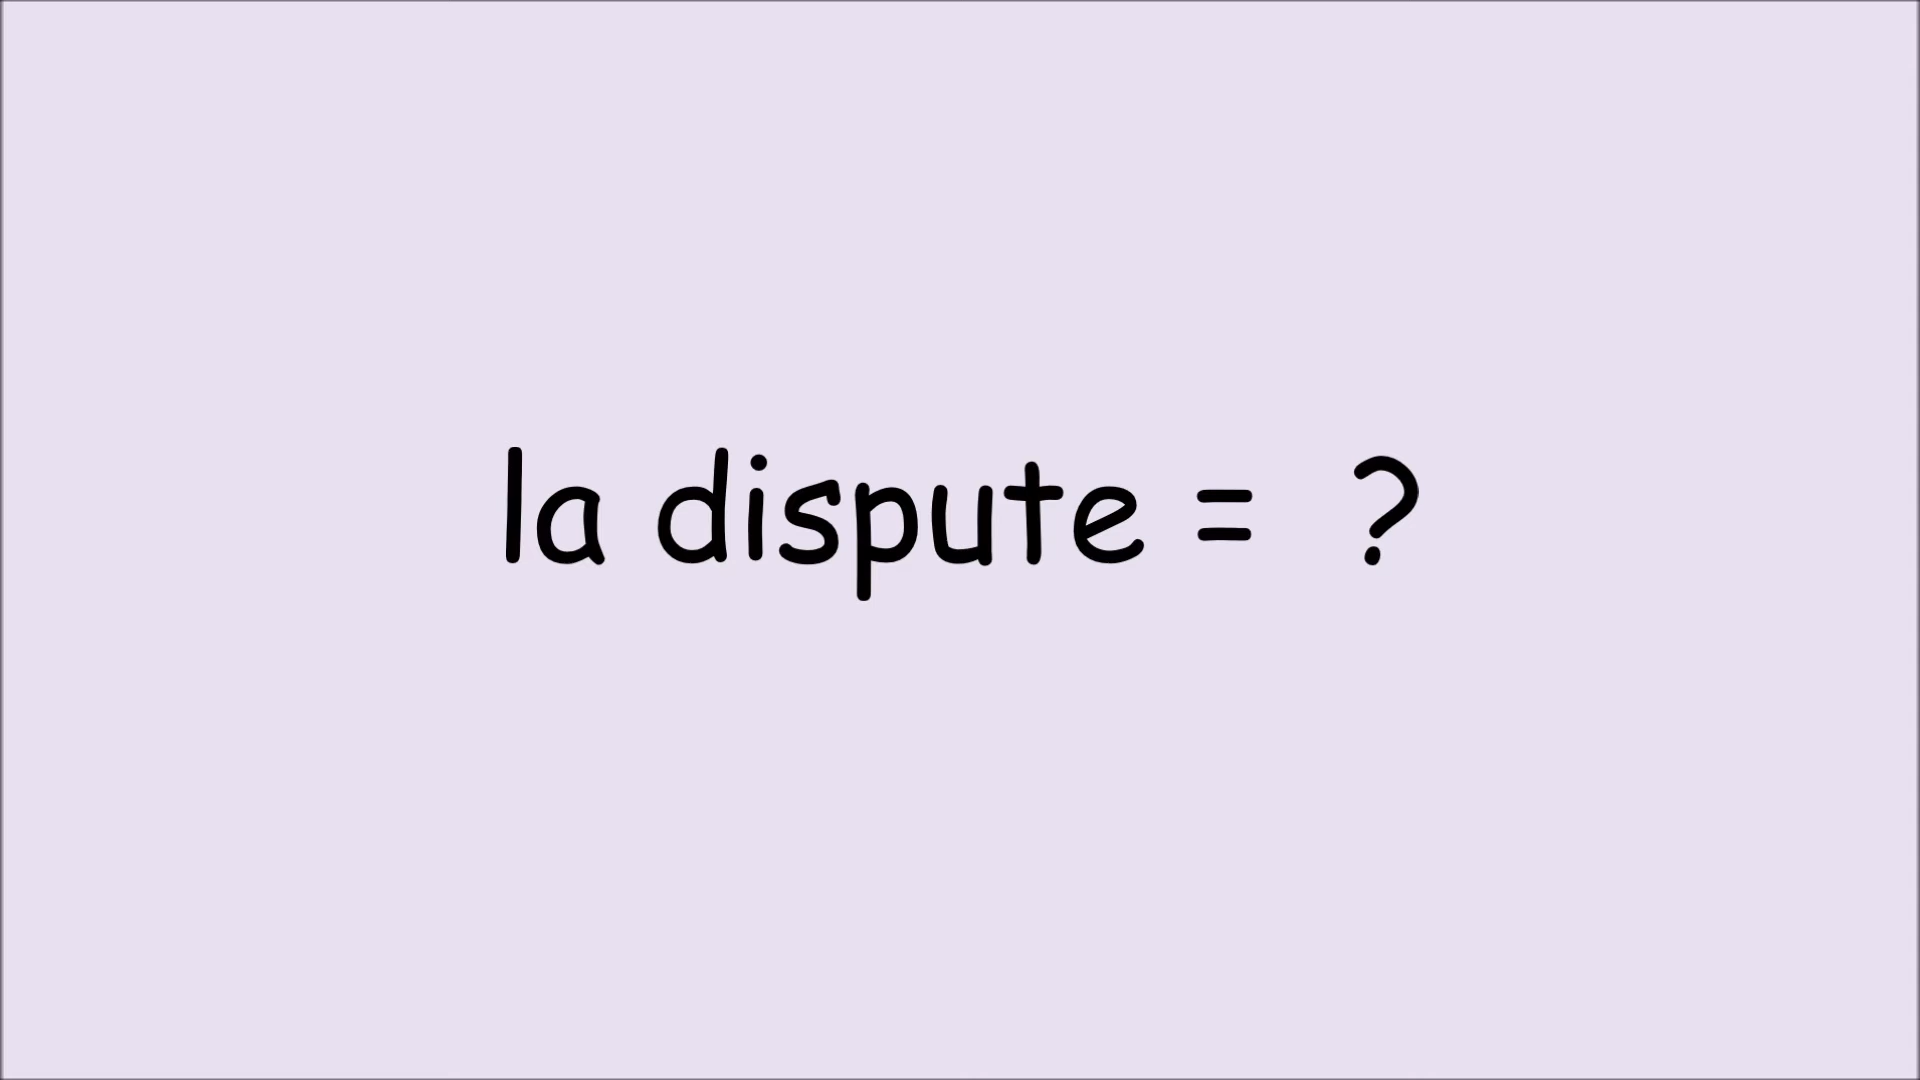 la dispute = ?